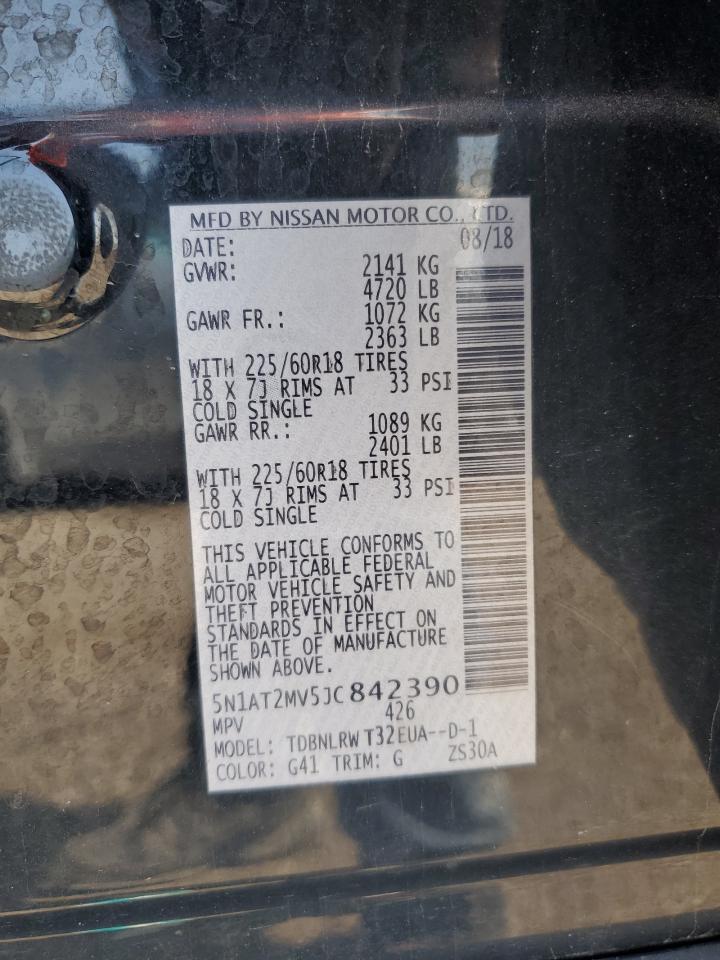 MFD BY NISSAN MOTOR CO., LTD.
DATE: 08/18
GVWR: 2141 KG
4720 LB
GAWR FR.: 1072 KG
2363 LB
WITH 225/60R18 TIRES
18 X 7J RIMS AT 33 PSI
COLD SINGLE
GAWR RR.: 1089 KG
2401 LB
WITH 225/60R18 TIRES
18 X 7J RIMS AT 33 PSI
COLD SINGLE
THIS VEHICLE CONFORMS TO
ALL APPLICABLE FEDERAL
MOTOR VEHICLE SAFETY AND
THEFT PREVENTION
STANDARDS IN EFFECT ON
THE DATE OF MANUFACTURE
SHOWN ABOVE.
5N1AT2MV5JC842390
MPV 426
MODEL: TDBNLRW T32EUA--D-1
COLOR: G41 TRIM: G ZS30A